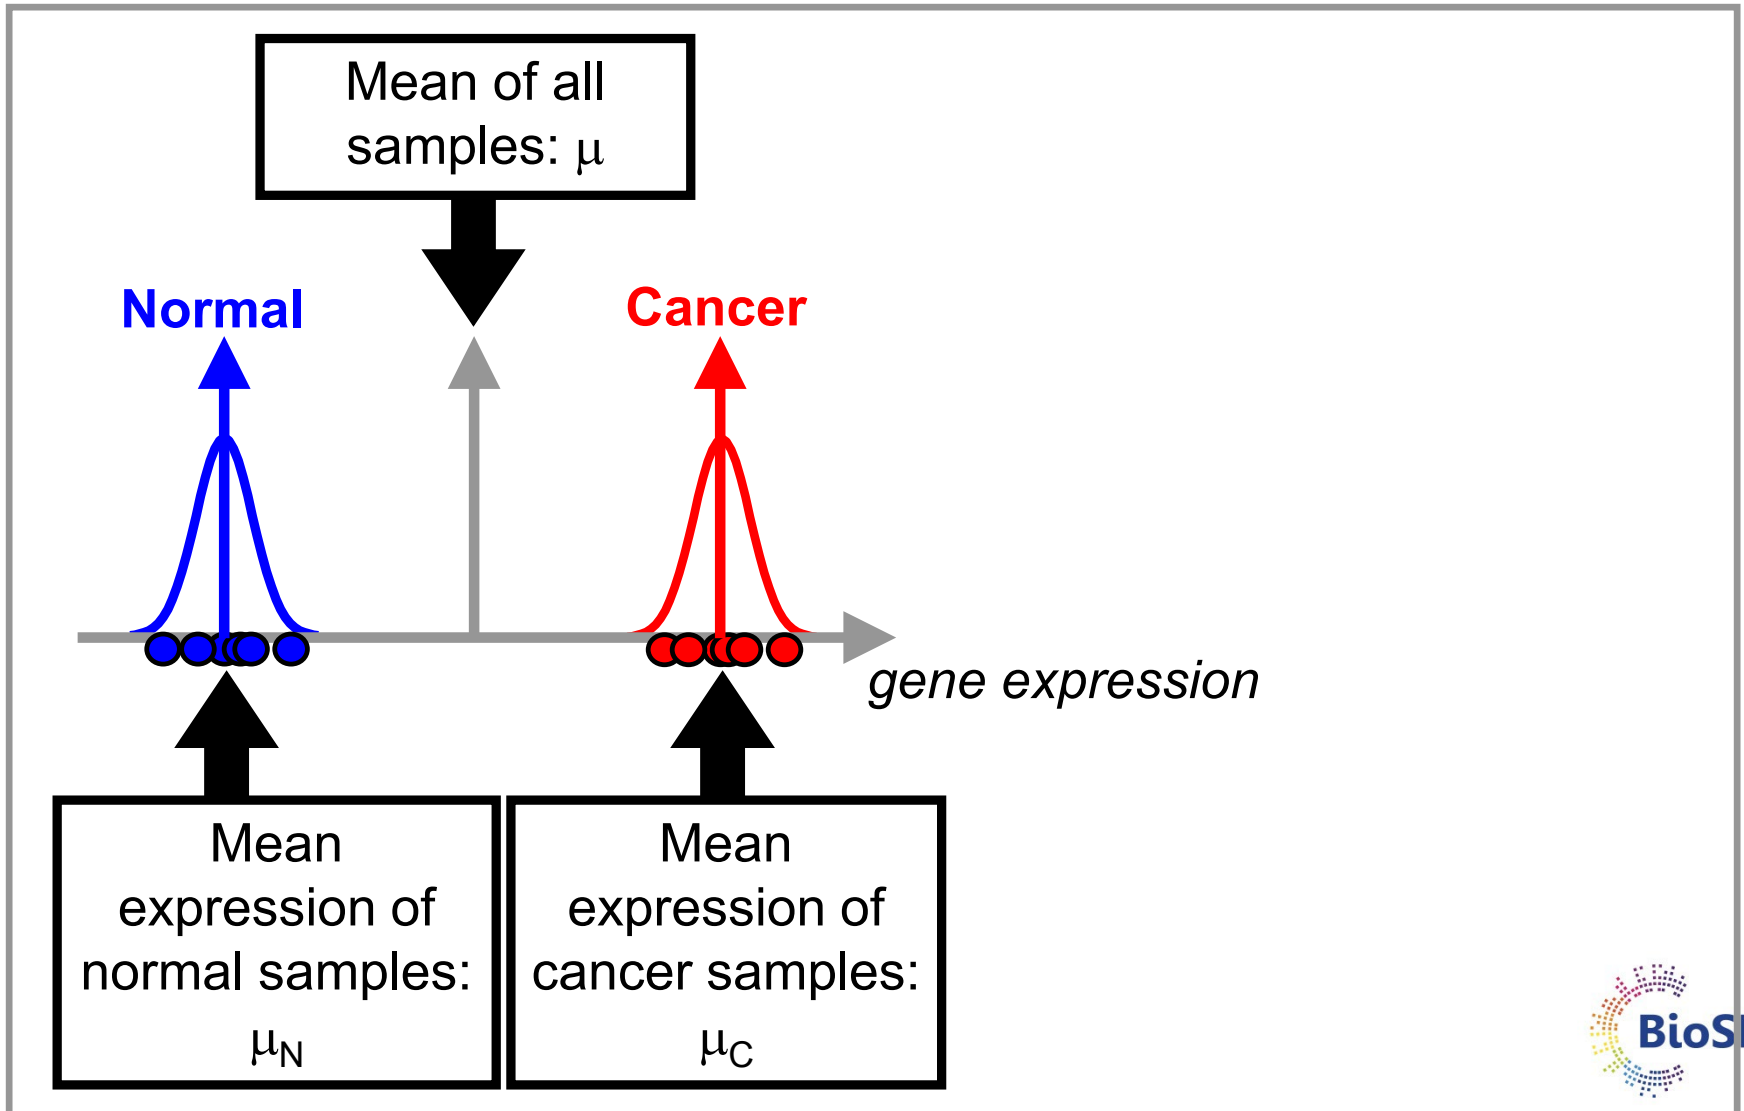 Mean of all
samples: μ
Normal
Cancer
gene expression
Mean
expression of
normal samples:
μN
Mean
expression of
cancer samples:
μC